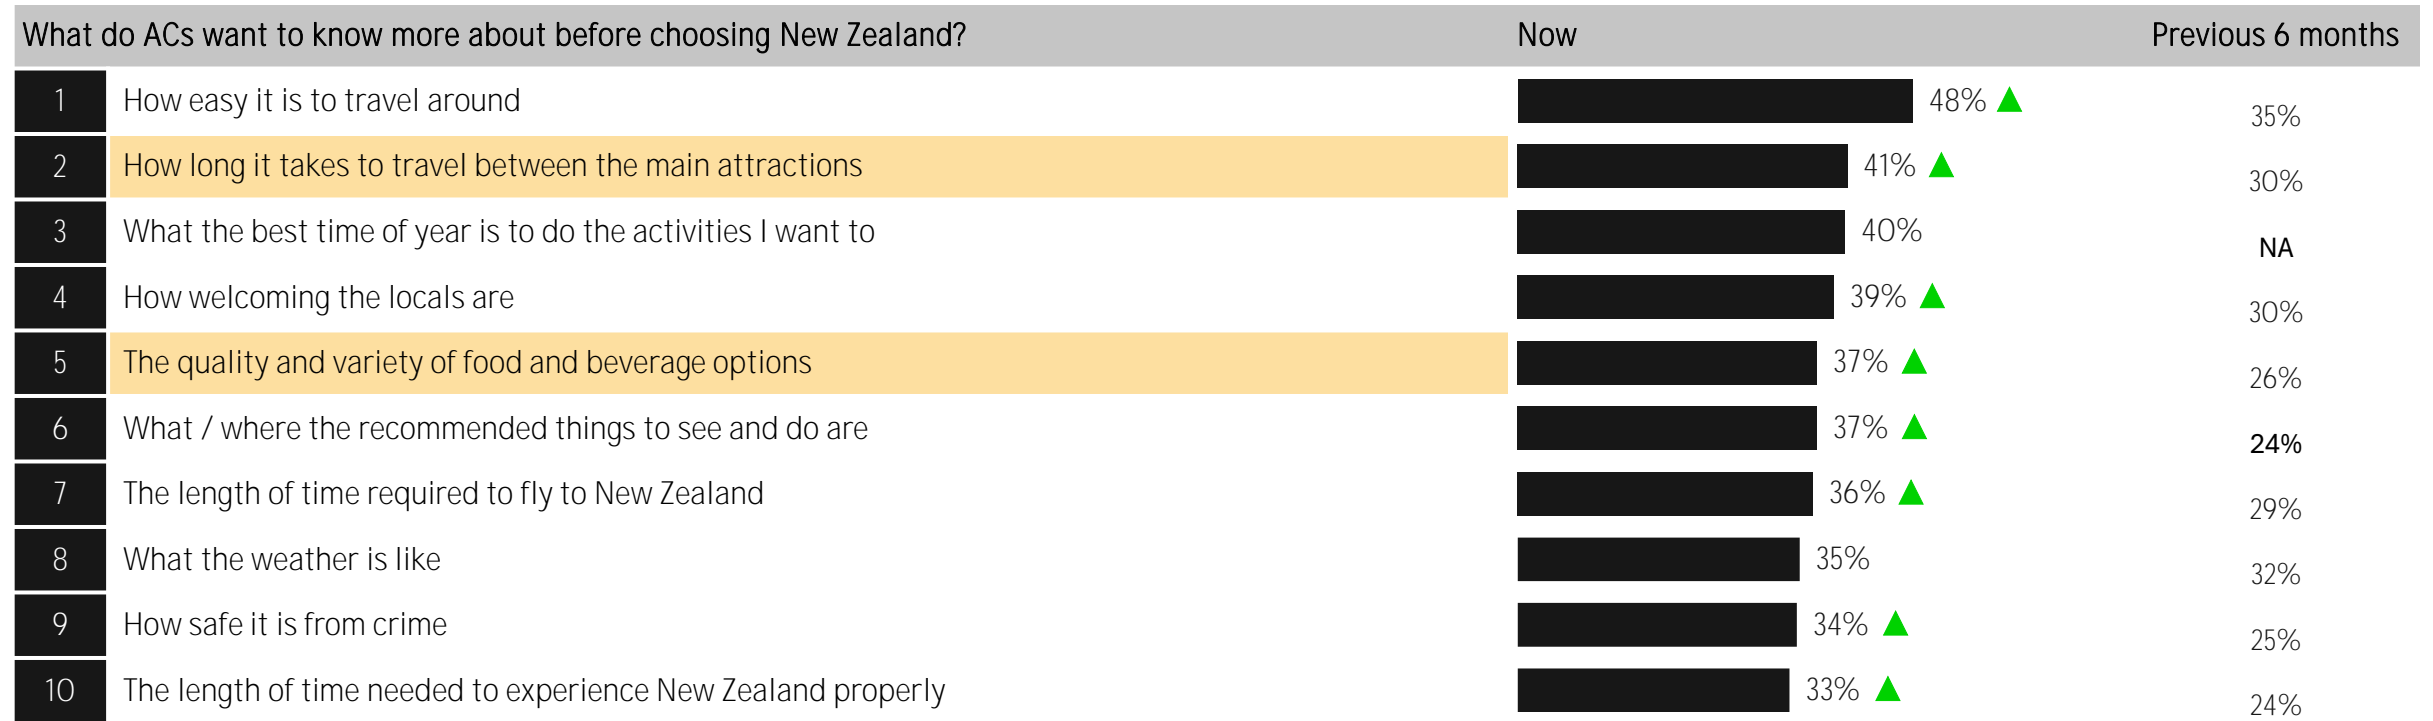 What do ACs want to know more about before choosing New Zealand? Now Previous 6 months
1 How easy it is to travel around 48% 35%
2 How long it takes to travel between the main attractions 41% 30%
3 What the best time of year is to do the activities I want to 40% NA
4 How welcoming the locals are 39% 30%
5 The quality and variety of food and beverage options 37% 26%
6 What / where the recommended things to see and do are 37% 24%
7 The length of time required to fly to New Zealand 36% 29%
8 What the weather is like 35% 32%
9 How safe it is from crime 34% 25%
10 The length of time needed to experience New Zealand properly 33% 24%